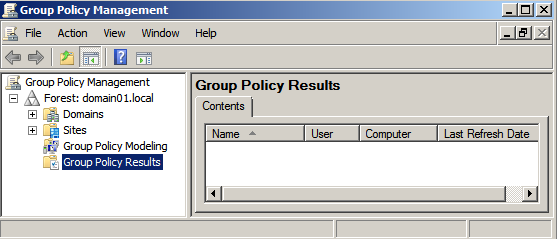 Group Policy Management
File Action View Window Help
Group Policy Management
Forest: domain01.local
Domains
Sites
Group Policy Modeling
Group Policy Results
Group Policy Results
Contents
Name User Computer Last Refresh Date